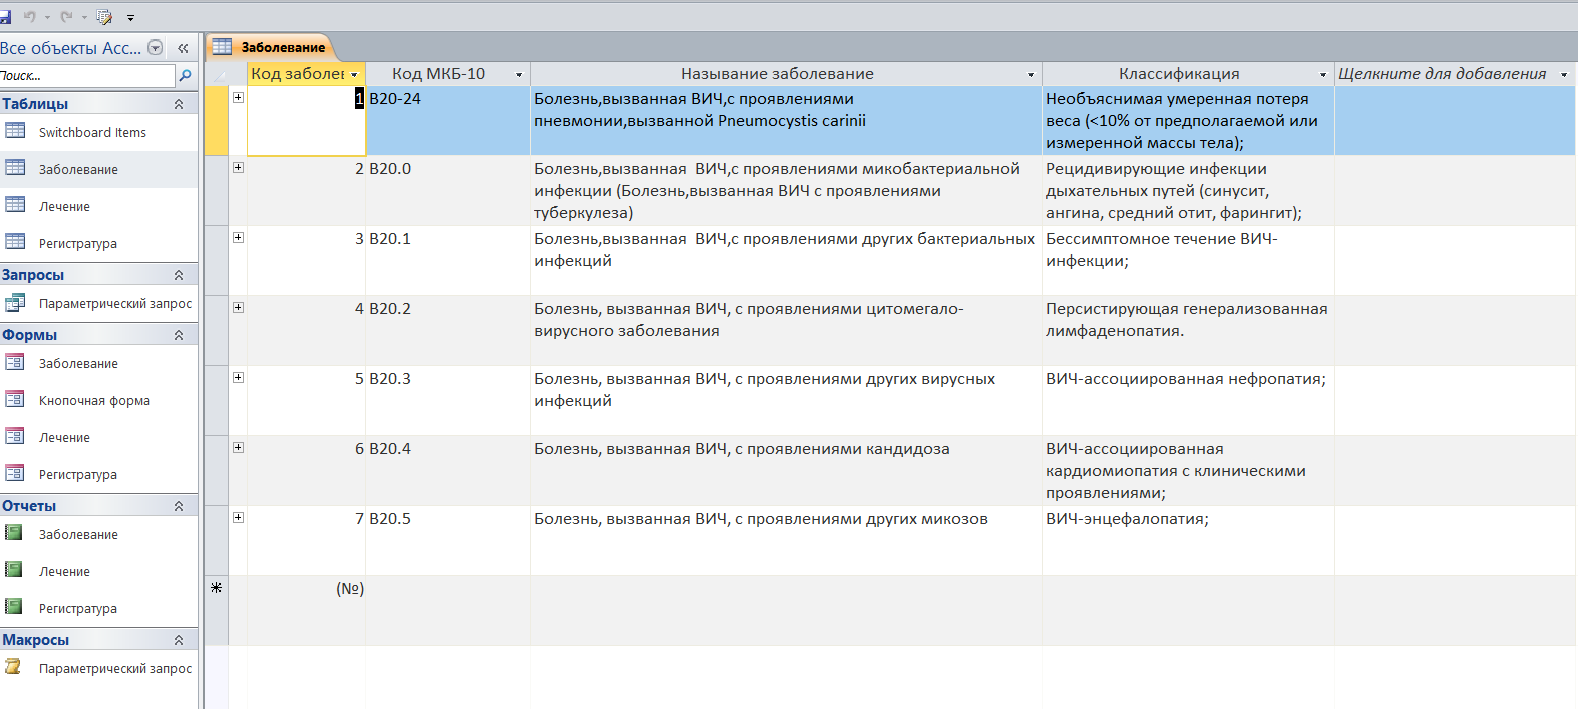 Все объекты Acc...
Поиск...
Таблицы
Switchboard Items
Заболевание
Лечение
Регистратура
Запросы
Параметрический запрос
Формы
Заболевание
Кнопочная форма
Лечение
Регистратура
Отчеты
Заболевание
Лечение
Регистратура
Макросы
Параметрический запрос
Заболевание
Код заболев Код МКБ-10 Называние заболевание Классификация Щелкните для добавления
1 B20-24 Болезнь,вызванная ВИЧ,с проявлениями Необъяснимая умеренная потеря
пневмонии,вызванной Pneumocystis carinii веса (<10% от предполагаемой или
измеренной массы тела);
2 B20.0 Болезнь,вызванная  ВИЧ,с проявлениями микобактериальной Рецидивирующие инфекции
инфекции (Болезнь,вызванная ВИЧ с проявлениями дыхательных путей (синусит,
туберкулеза) ангина, средний отит, фарингит);
3 B20.1 Болезнь,вызванная  ВИЧ,с проявлениями других бактериальных Бессимптомное течение ВИЧ-
инфекций инфекции;
4 B20.2 Болезнь, вызванная ВИЧ, с проявлениями цитомегало- Персистирующая генерализованная
вирусного заболевания лимфаденопатия.
5 B20.3 Болезнь, вызванная ВИЧ, с проявлениями других вирусных ВИЧ-ассоциированная нефропатия;
инфекций
6 B20.4 Болезнь, вызванная ВИЧ, с проявлениями кандидоза ВИЧ-ассоциированная
кардиомиопатия с клиническими
проявлениями;
7 B20.5 Болезнь, вызванная ВИЧ, с проявлениями других микозов ВИЧ-энцефалопатия;
(№)